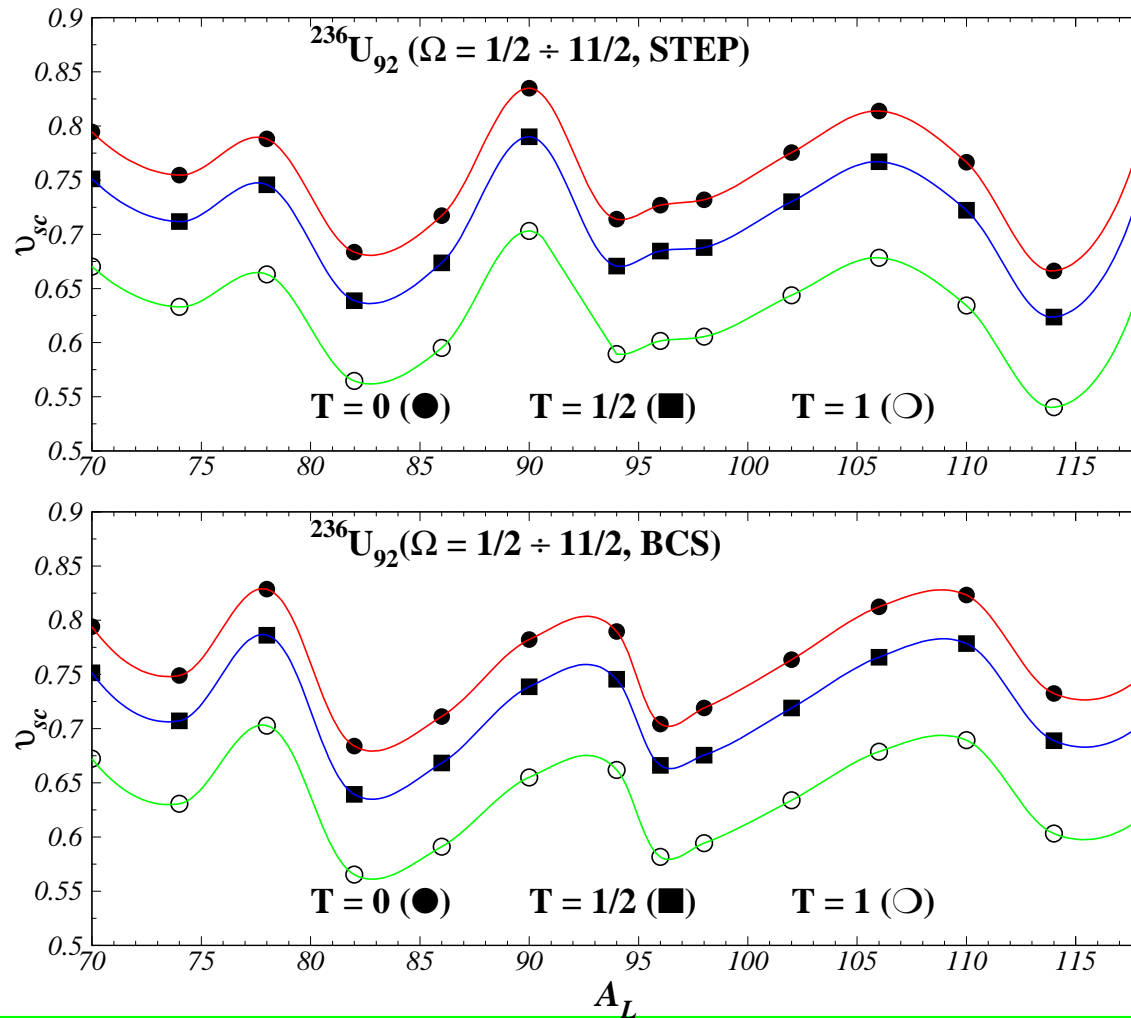 0.9
²³⁶U₉₂ (Ω = 1/2 ÷ 11/2, STEP)
0.85
0.8
0.75
0.7
0.65
0.6
0.55
0.5
υ_sc
T = 0 (●) T = 1/2 (■) T = 1 (❍)
70 75 80 85 90 95 100 105 110 115
0.9
²³⁶U₉₂(Ω = 1/2 ÷ 11/2, BCS)
0.85
0.8
0.75
0.7
0.65
0.6
0.55
0.5
υ_sc
T = 0 (●) T = 1/2 (■) T = 1 (❍)
70 75 80 85 90 95 100 105 110 115
A_L